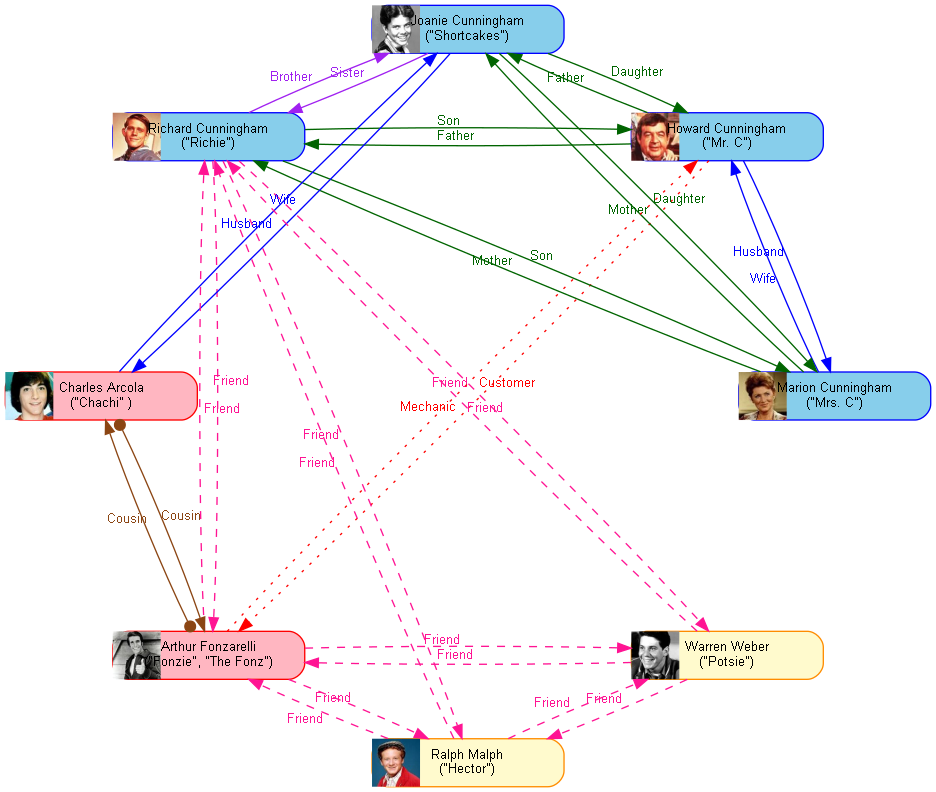 Joanie Cunningham
("Shortcakes")
Brother
Sister
Father
Daughter
Richard Cunningham
("Richie")
Son
Father
Howard Cunningham
("Mr. C")
Wife
Husband
Mother
Daughter
Mother
Son
Husband
Wife
Charles Arcola
("Chachi" )
Friend
Friend
Friend
Customer
Mechanic
Friend
Marion Cunningham
("Mrs. C")
Friend
Friend
Cousin
Cousin
Arthur Fonzarelli
"Fonzie", "The Fonz")
Friend
Friend
Warren Weber
("Potsie")
Friend
Friend
Friend
Friend
Ralph Malph
("Hector")